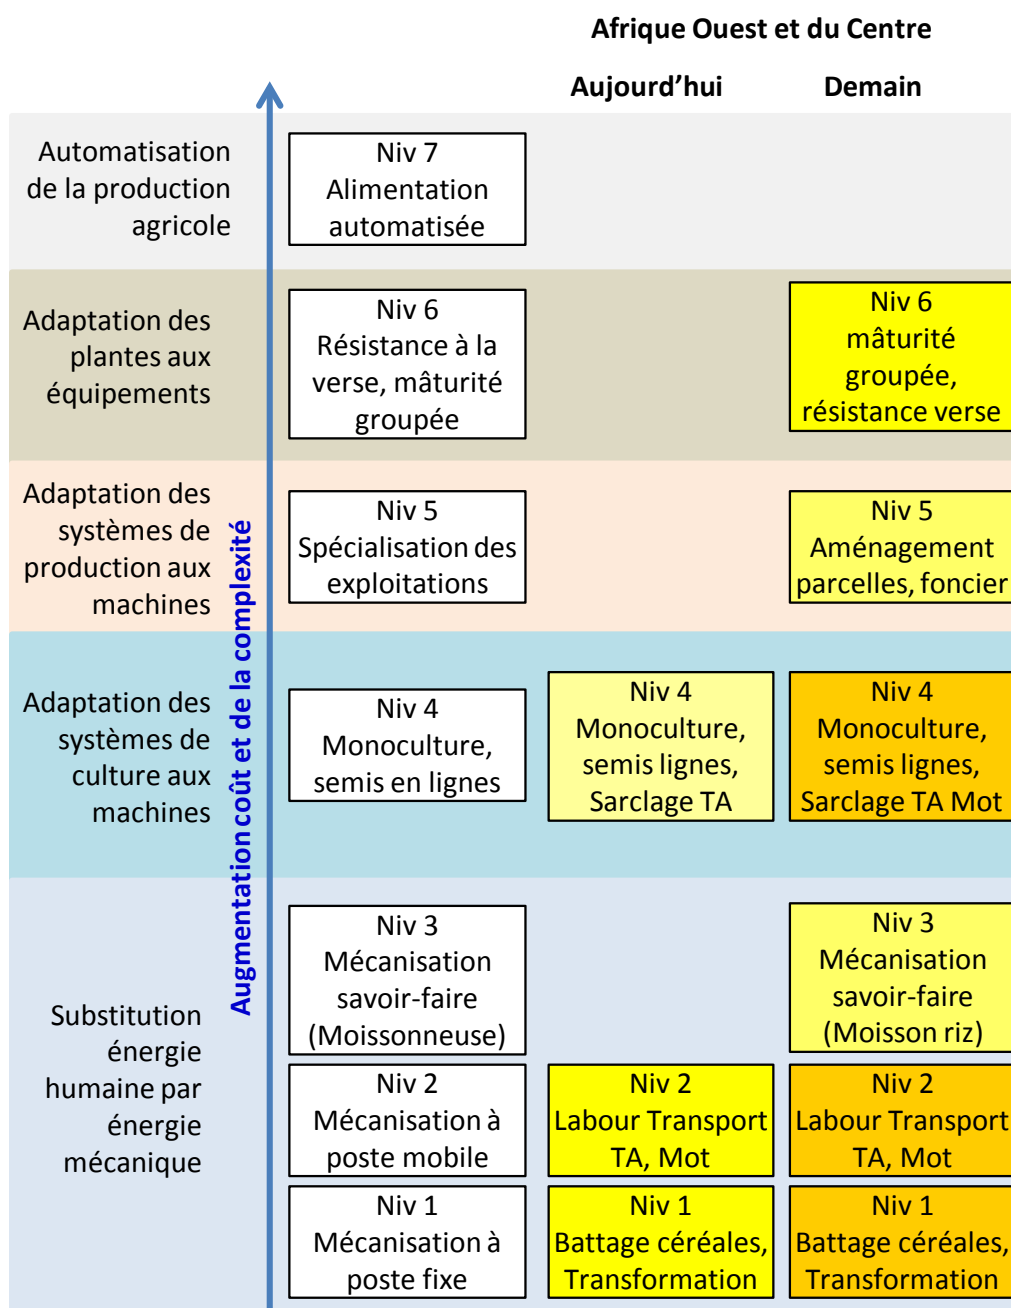 Afrique Ouest et du Centre
Aujourd’hui
Demain
Automatisation
de la production
agricole
Niv 7
Alimentation
automatisée
Adaptation des
plantes aux
équipements
Niv 6
Résistance à la
verse, mâturité
groupée
Niv 6
mâturité
groupée,
résistance verse
Adaptation des
systèmes de
production aux
machines
Niv 5
Spécialisation des
exploitations
Niv 5
Aménagement
parcelles, foncier
Augmentation coût et de la complexité
Adaptation des
systèmes de
culture aux
machines
Niv 4
Monoculture,
semis en lignes
Niv 4
Monoculture,
semis lignes,
Sarclage TA
Niv 4
Monoculture,
semis lignes,
Sarclage TA Mot
Substitution
énergie
humaine par
énergie
mécanique
Niv 3
Mécanisation
savoir-faire
(Moissonneuse)
Niv 3
Mécanisation
savoir-faire
(Moisson riz)
Niv 2
Mécanisation à
poste mobile
Niv 2
Labour Transport
TA, Mot
Niv 2
Labour Transport
TA, Mot
Niv 1
Mécanisation à
poste fixe
Niv 1
Battage céréales,
Transformation
Niv 1
Battage céréales,
Transformation